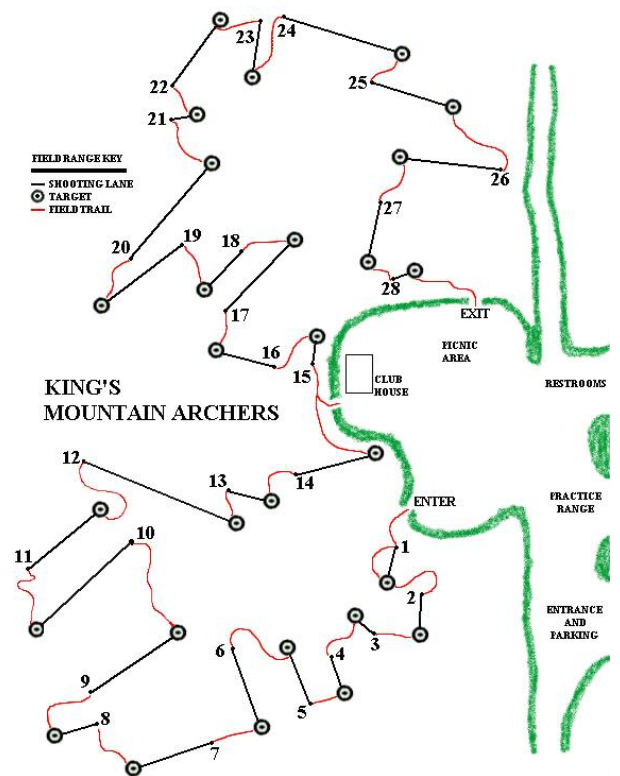 23
24
22
25
21
FIELD RANGE KEY
SHOOTING LANE
TARGET
FIELD TRAIL
26
27
20
19
18
28
17
EXIT
16
15
PICNIC
AREA
CLUB
HOUSE
RESTROOMS
KING'S
MOUNTAIN ARCHERS
12
13
14
ENTER
PRACTICE
RANGE
11
10
1
2
ENTRANCE
AND
PARKING
3
6
4
9
5
8
7